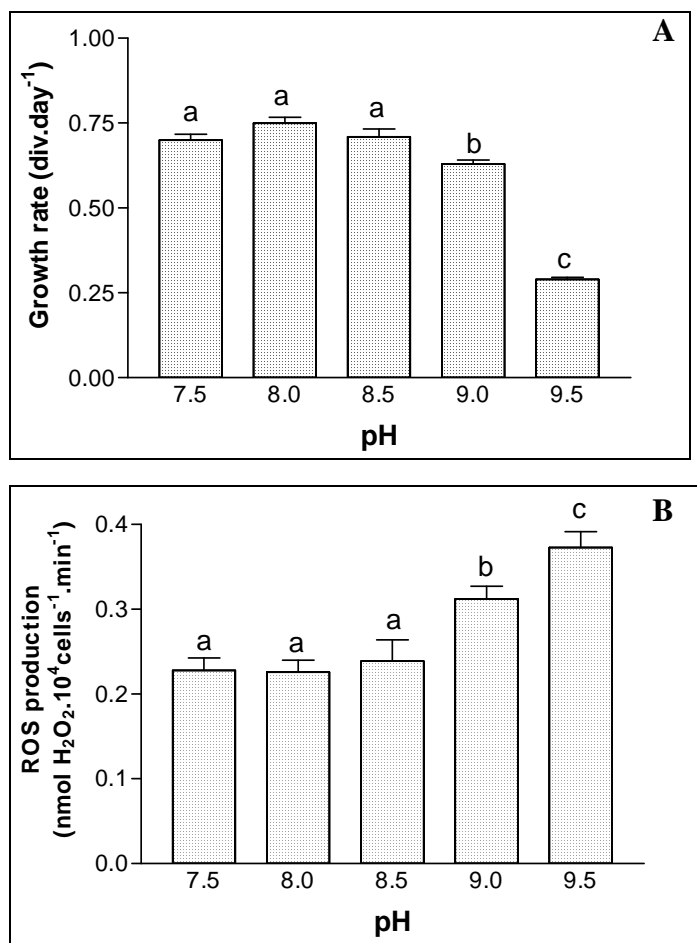 A
Growth rate (div.day⁻¹)
1.00
0.75
0.50
0.25
0.00
a
a
a
b
c
7.5 8.0 8.5 9.0 9.5
pH
B
ROS production
(nmol H₂O₂.10⁴cells⁻¹.min⁻¹)
0.4
0.3
0.2
0.1
0.0
a
a
a
b
c
7.5 8.0 8.5 9.0 9.5
pH